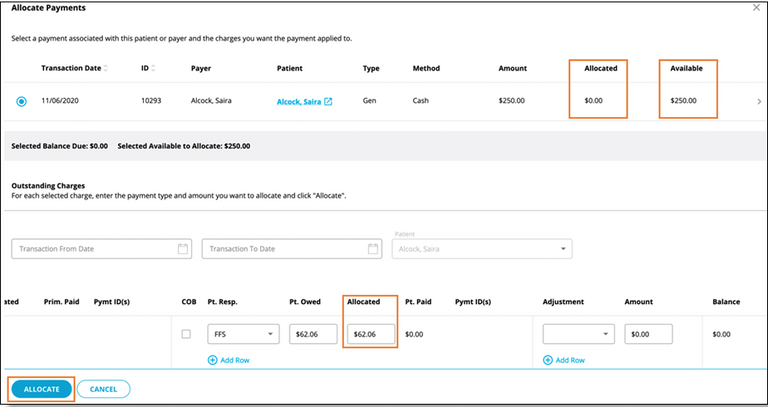 Allocate Payments
Select a payment associated with this patient or payer and the charges you want the payment applied to.
Transaction Date ID Payer Patient Type Method Amount Allocated Available
11/06/2020 10293 Alcock, Saira Alcock, Saira Gen Cash $250.00 $0.00 $250.00
Selected Balance Due: $0.00 Selected Available to Allocate: $250.00
Outstanding Charges
For each selected charge, enter the payment type and amount you want to allocate and click "Allocate".
Patient
Transaction From Date Transaction To Date Alcock, Saira
ated Prim. Paid Pymt ID(s) COB Pt. Resp. Pt. Owed Allocated Pt. Paid Pymt ID(s) Adjustment Amount Balance
FFS $62.06 $62.06 $0.00 $0.00 $0.00
Add Row Add Row
ALLOCATE CANCEL